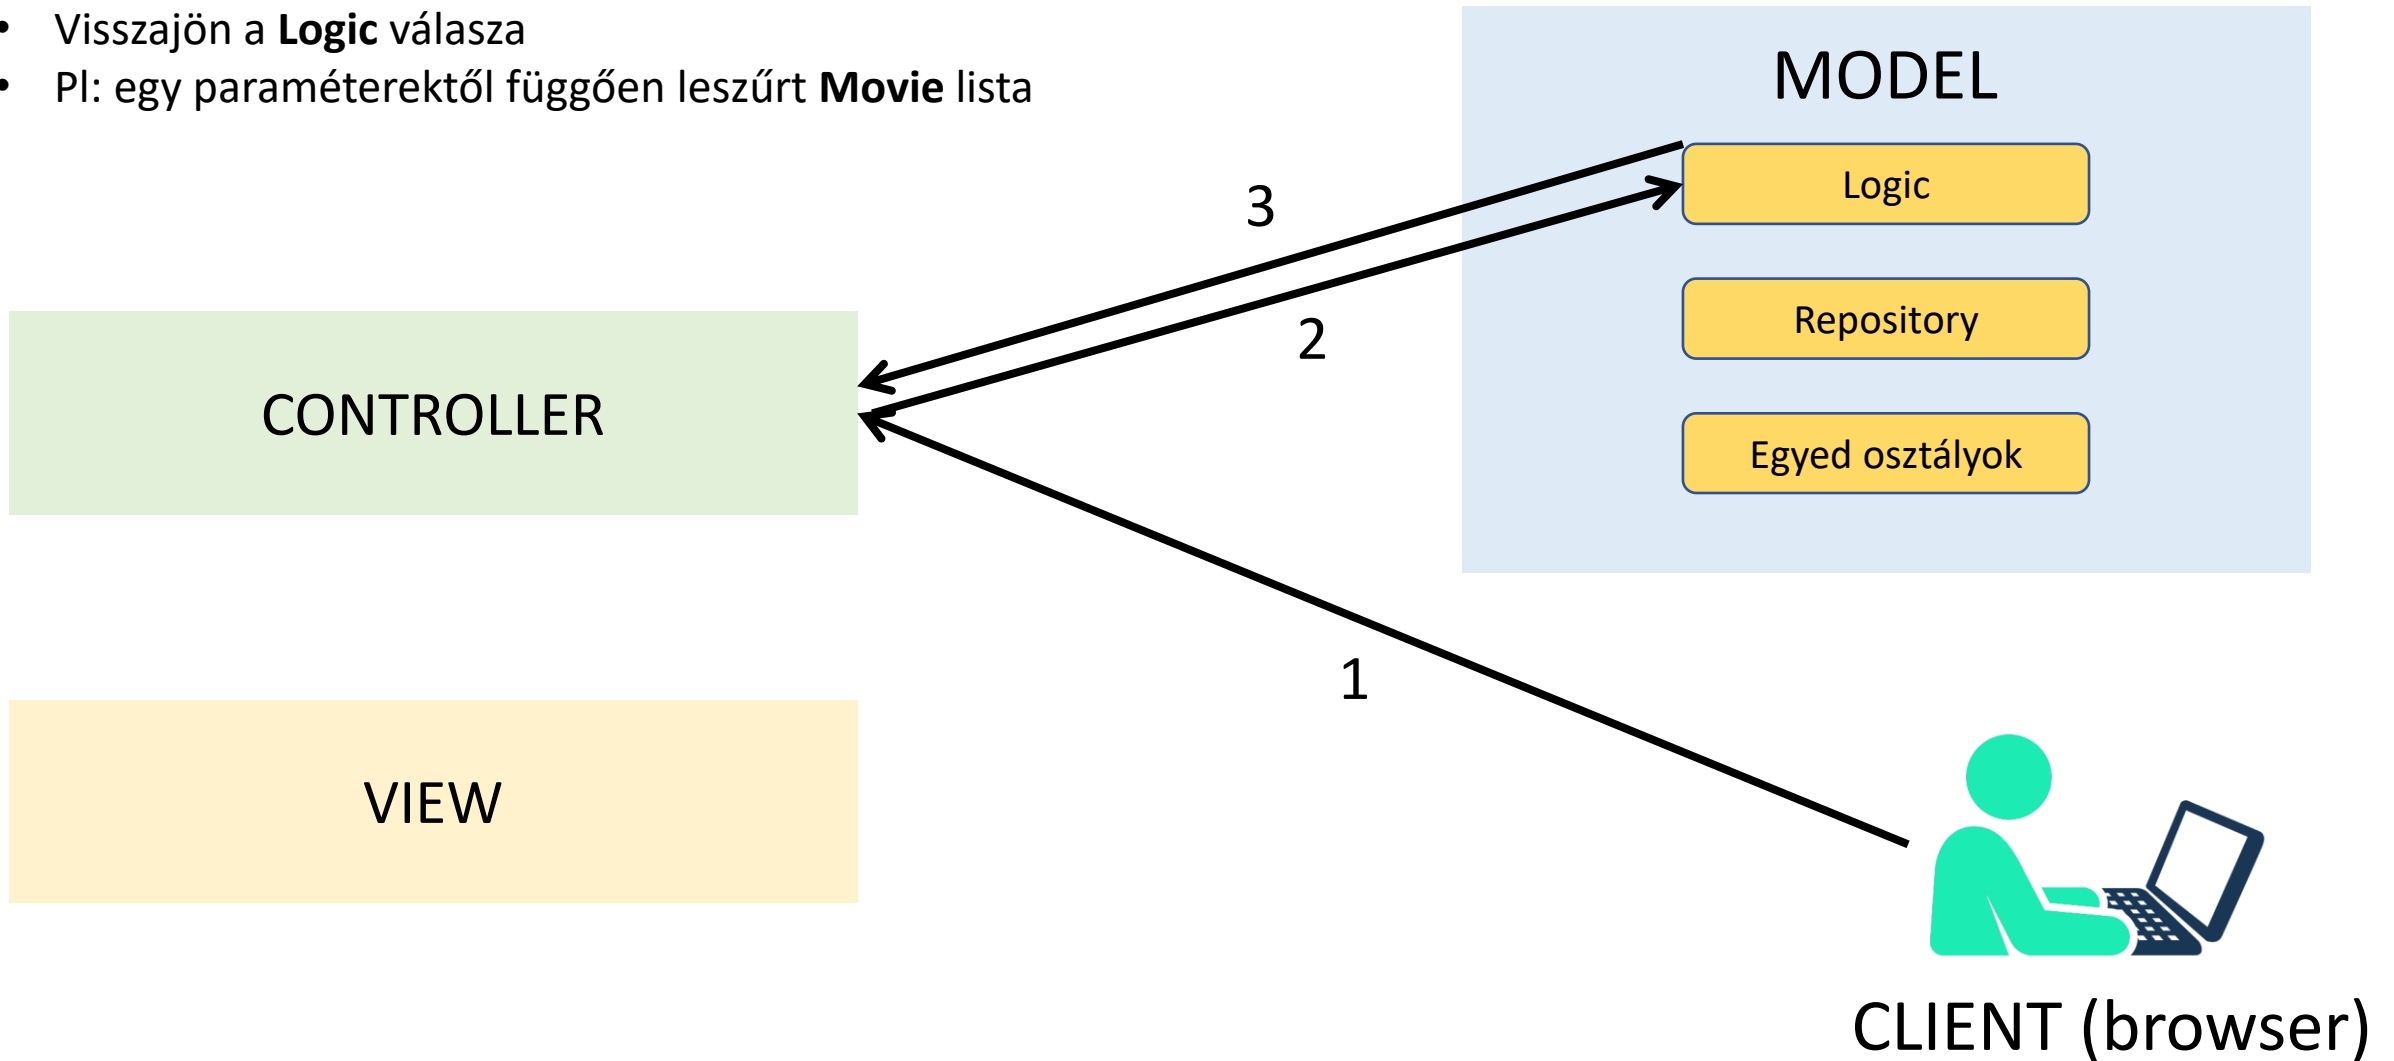 • Visszajön a Logic válasza
• Pl: egy paraméterektől függően leszűrt Movie lista
MODEL
Logic
3
Repository
2
CONTROLLER
Egyed osztályok
1
VIEW
CLIENT (browser)